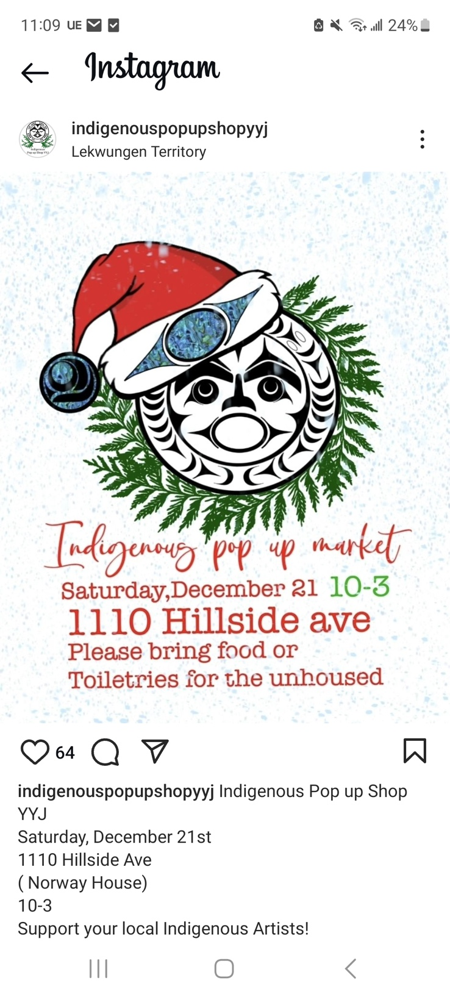 11:09 UE 24%
Instagram
indigenouspopupshopyyj
Lekwungen Territory
Indigenous pop up market
Saturday,December 21 10-3
1110 Hillside ave
Please bring food or
Toiletries for the unhoused
64
indigenouspopupshopyyj Indigenous Pop up Shop
YYJ
Saturday, December 21st
1110 Hillside Ave
( Norway House)
10-3
Support your local Indigenous Artists!